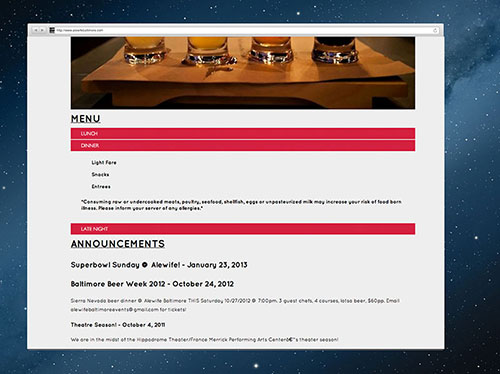 http://www.alewifebaltimore.com
MENU
LUNCH
DINNER
Light Fare
Snacks
Entrees
*Consuming raw or undercooked meats, poultry, seafood, shellfish, eggs or unpasteurized milk may increase your risk of food born
illness. Please inform your server of any allergies.*
LATE NIGHT
ANNOUNCEMENTS
Superbowl Sunday @ Alewife! - January 23, 2013
Baltimore Beer Week 2012 - October 24, 2012
Sierra Nevada beer dinner @ Alewife Baltimore THIS Saturday 10/27/2012 @ 7:00pm. 3 guest chefs, 4 courses, lotsa beer, $60pp. Email
alewifebaltimoreevents@gmail.com for tickets!
Theatre Season! - October 4, 2011
We are in the midst of the Hippodrome Theater/France Merrick Performing Arts Centerâ€™s theater season!